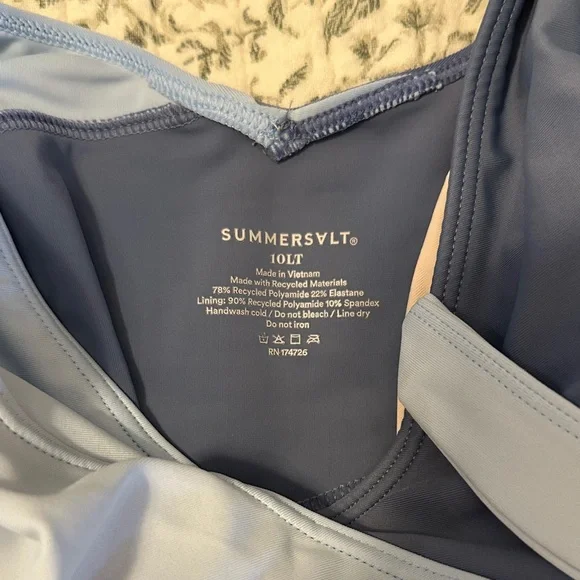 SUMMERSALT®
10LT
Made in Vietnam
Made with Recycled Materials
78% Recycled Polyamide 22% Elastane
Lining: 90% Recycled Polyamide 10% Spandex
Handwash cold / Do not bleach / Line dry
Do not iron
RN 174726